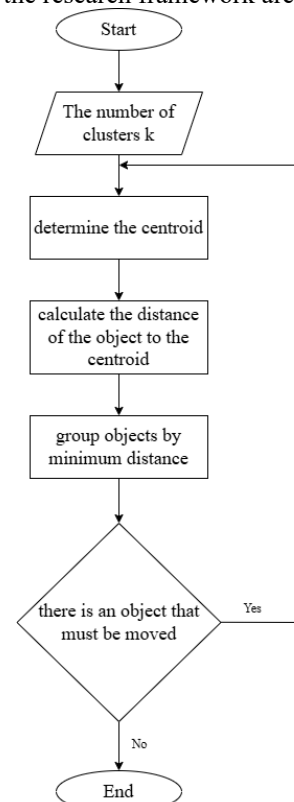 the research framework are
Start
The number of
clusters k
determine the centroid
calculate the distance
of the object to the
centroid
group objects by
minimum distance
there is an object that
must be moved
Yes
No
End